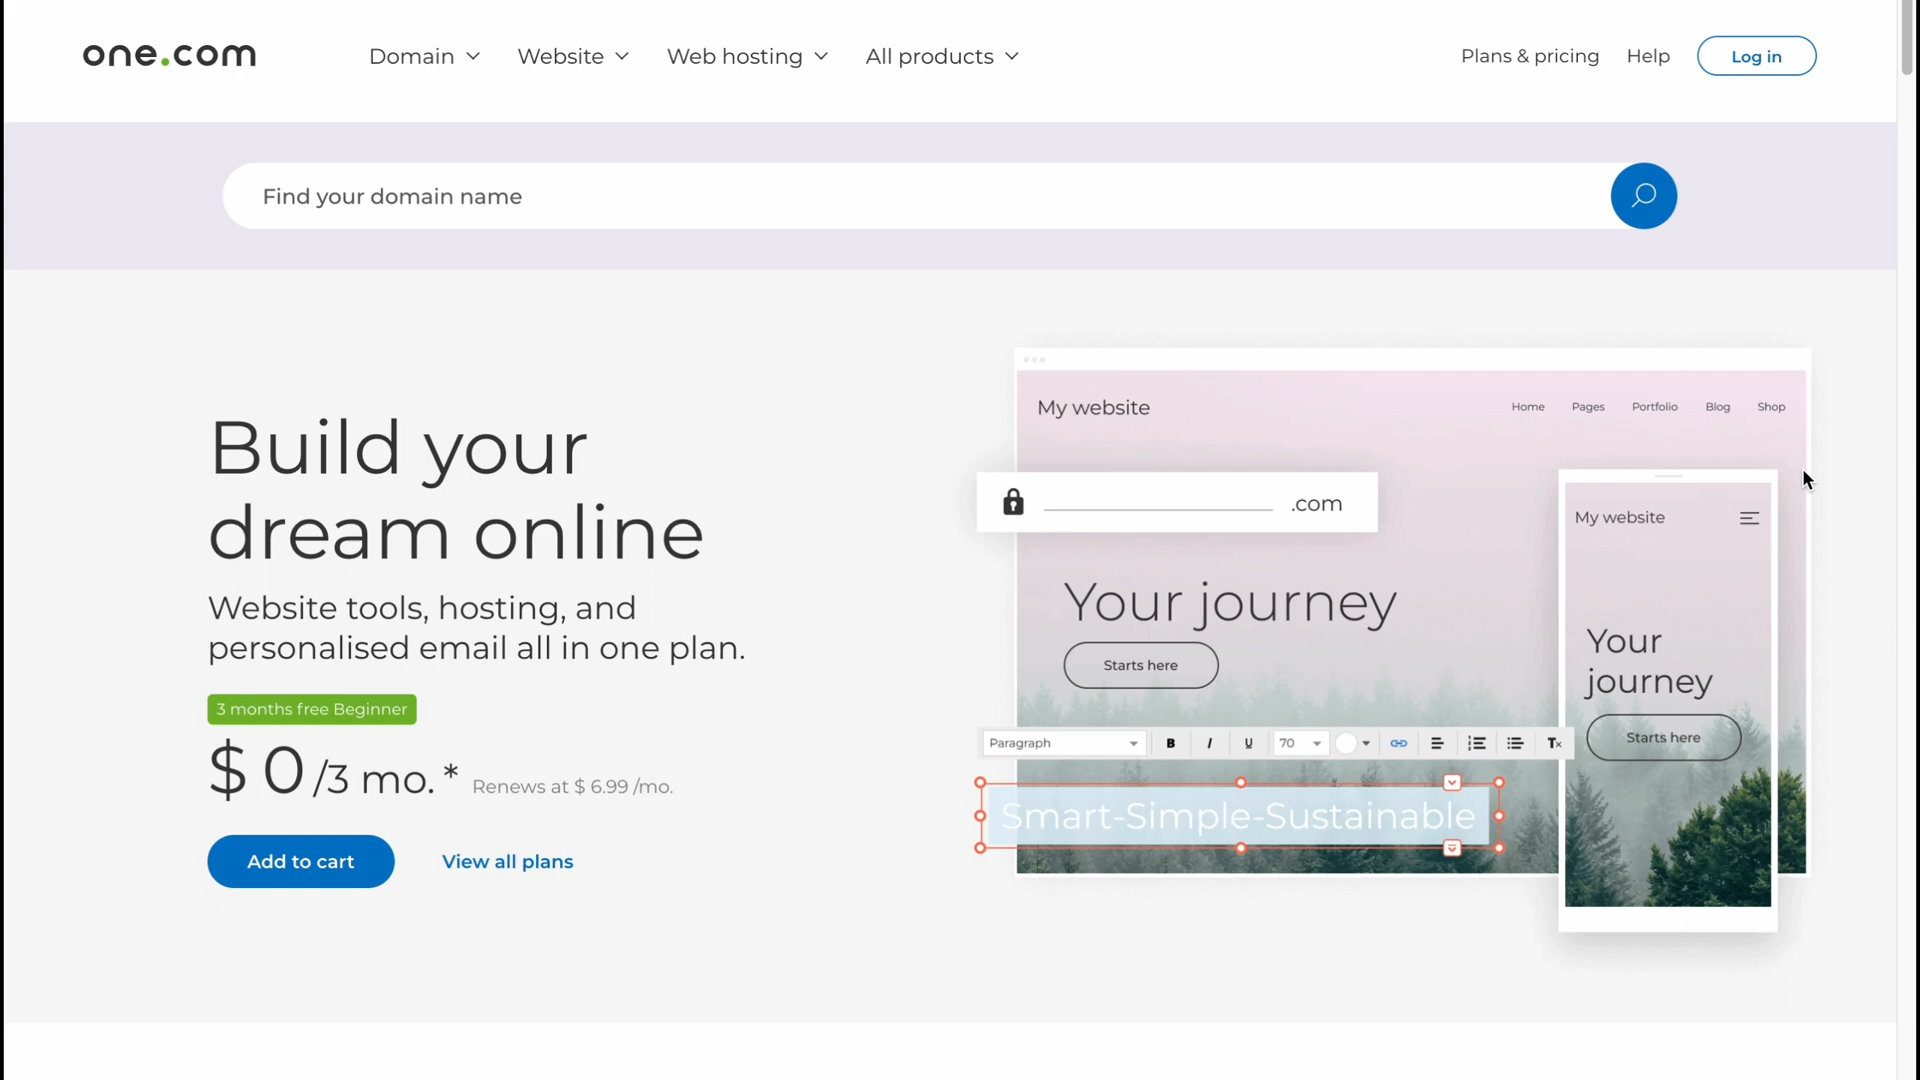 one.com
Domain
Website
Web hosting
All products
Plans & pricing
Help
Log in
Find your domain name
Build your
dream online
Website tools, hosting, and
personalised email all in one plan.
3 months free Beginner
$ 0 /3 mo. * Renews at $ 6.99 /mo.
Add to cart
View all plans
My website
Home
Pages
Portfolio
Blog
Shop
.com
Your journey
Starts here
Paragraph
B
I
U
70
Tx
Smart-Simple-Sustainable
My website
Your
journey
Starts here